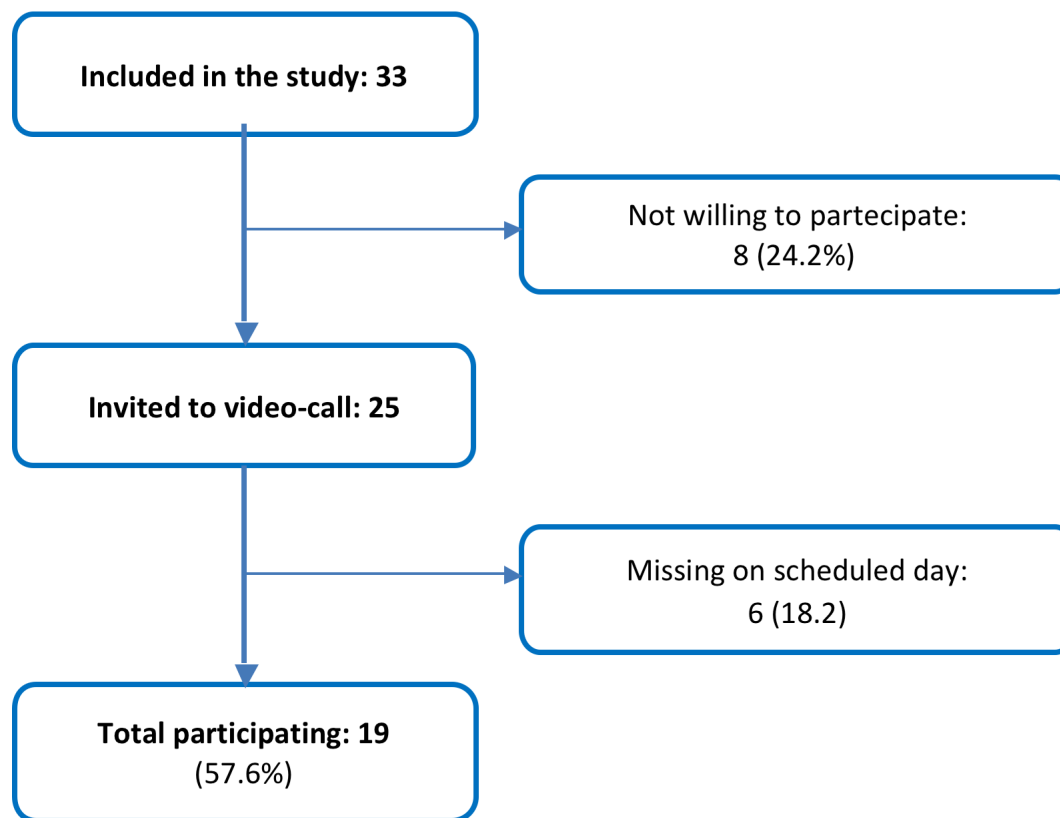 Included in the study: 33
Not willing to partecipate:
8 (24.2%)
Invited to video-call: 25
Missing on scheduled day:
6 (18.2)
Total participating: 19
(57.6%)